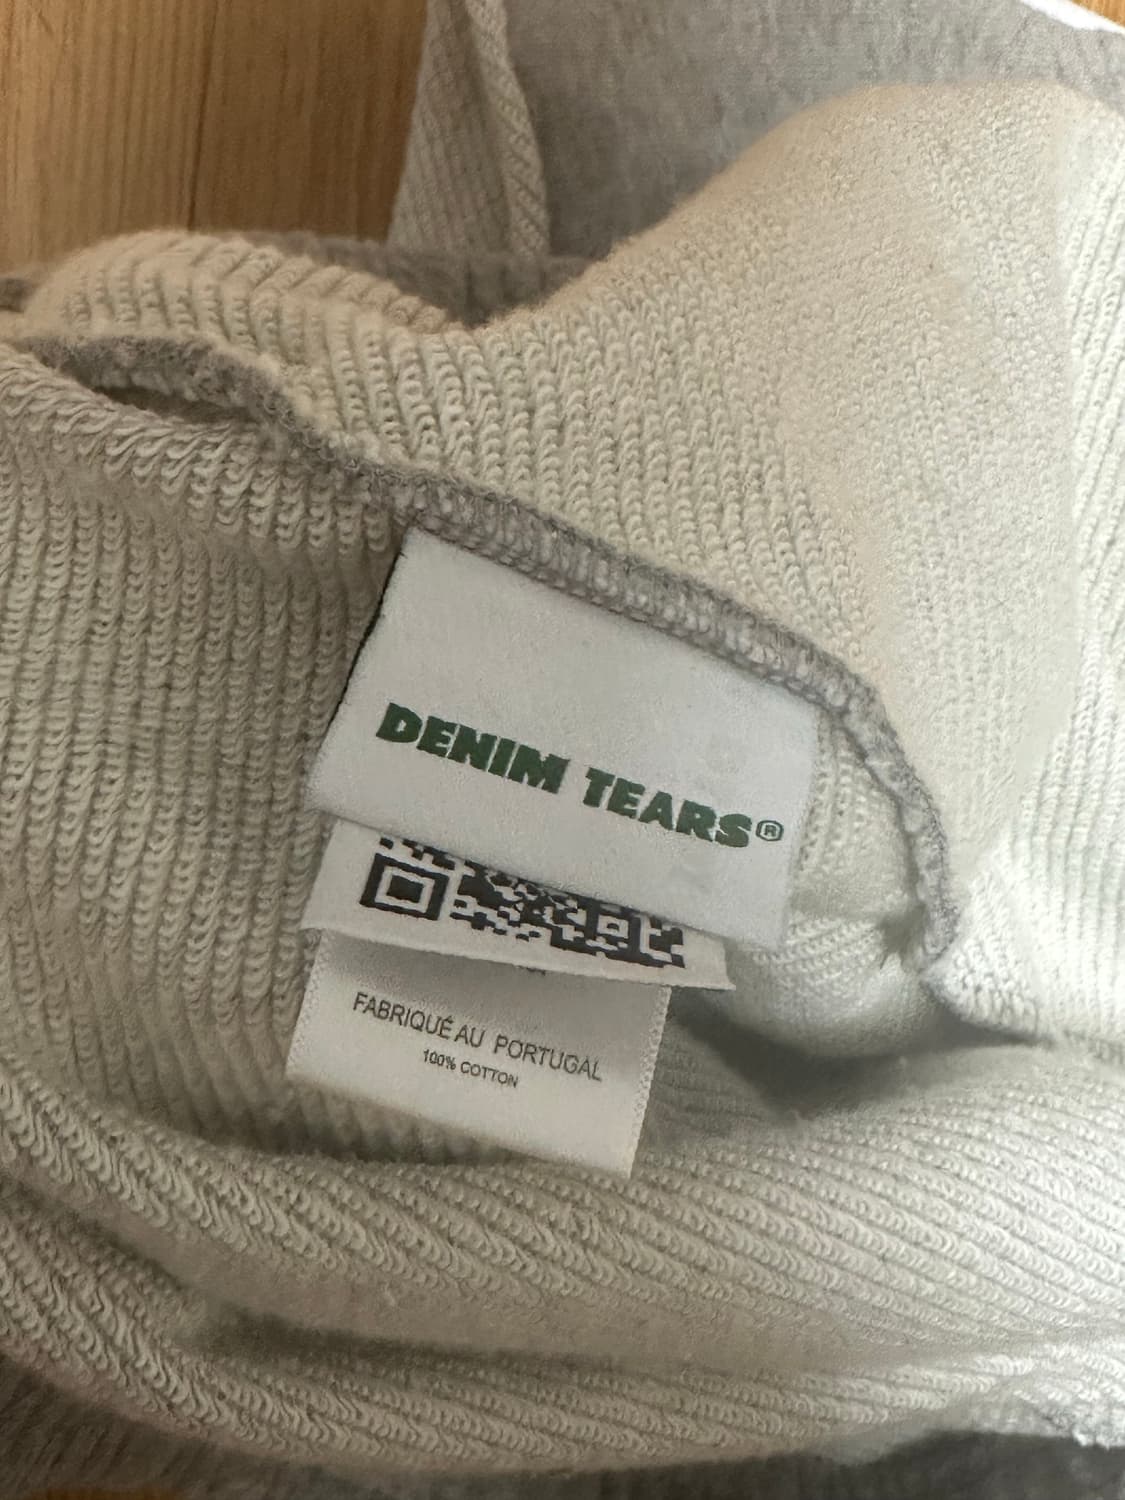 DENIM TEARS®
FABRIQUÉ AU PORTUGAL
100% COTTON